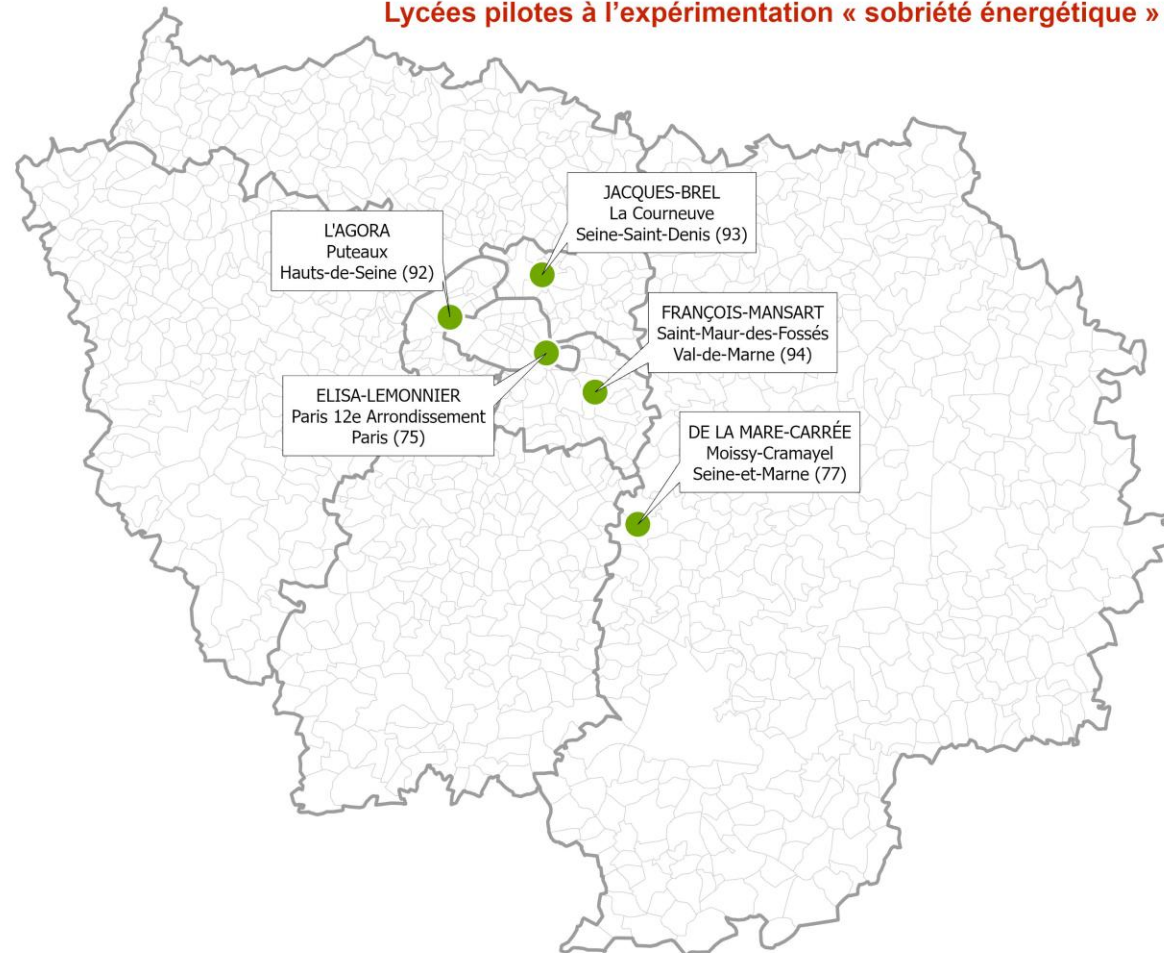 Lycées pilotes à l’expérimentation « sobriété énergétique »
JACQUES-BREL
La Courneuve
Seine-Saint-Denis (93)
L'AGORA
Puteaux
Hauts-de-Seine (92)
FRANÇOIS-MANSART
Saint-Maur-des-Fossés
Val-de-Marne (94)
ELISA-LEMONNIER
Paris 12e Arrondissement
Paris (75)
DE LA MARE-CARRÉE
Moissy-Cramayel
Seine-et-Marne (77)